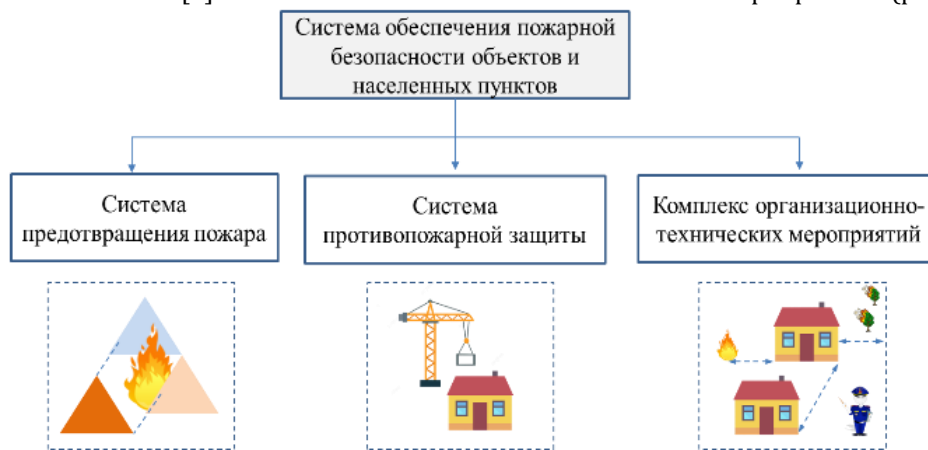 [ ]
Система обеспечения пожарной
безопасности объектов и
населенных пунктов
Система
предотвращения пожара
Система
противопожарной защиты
Комплекс организационно-
технических мероприятий